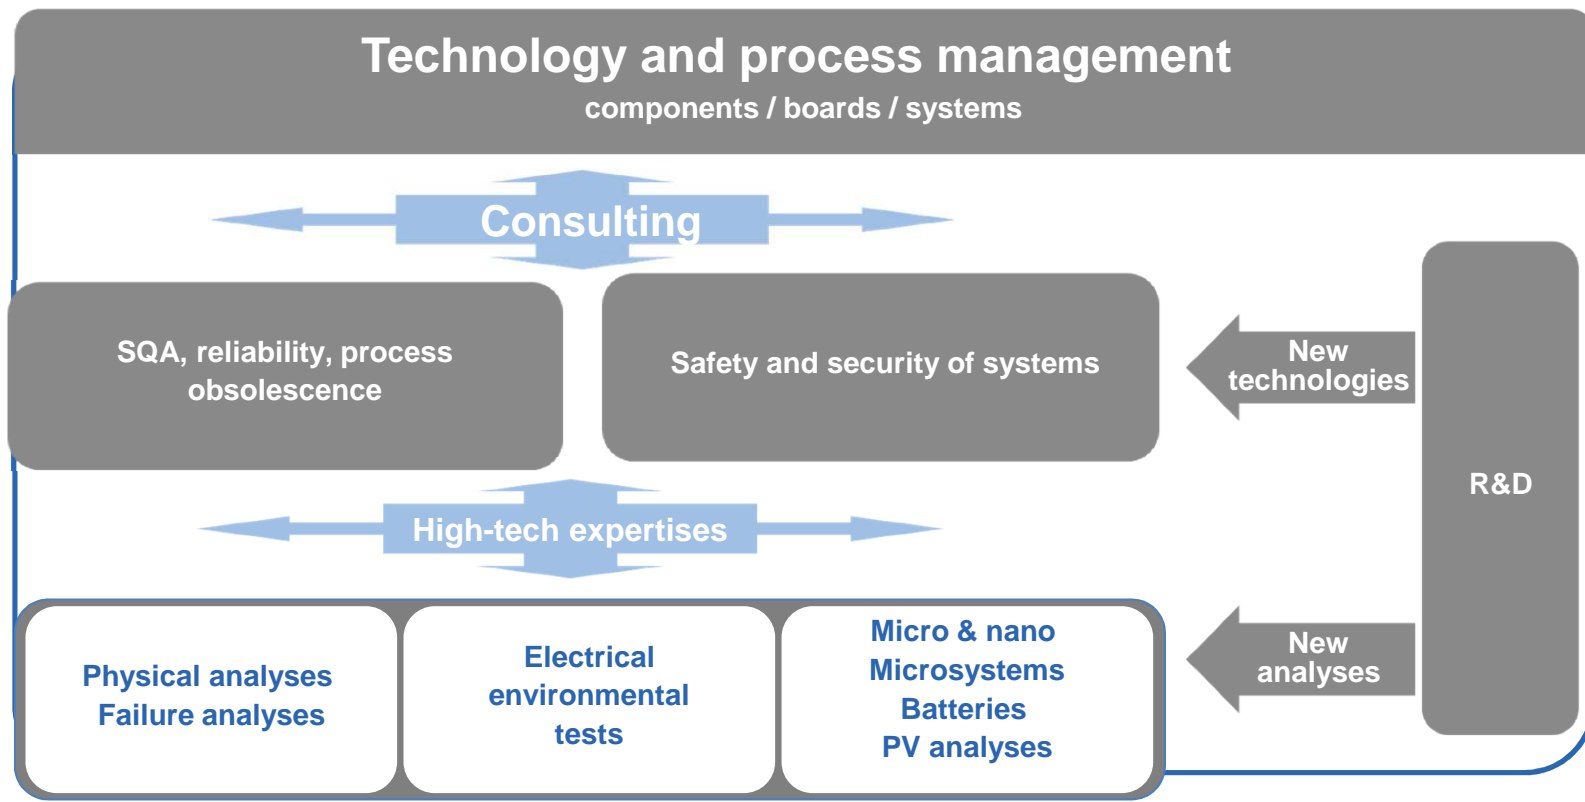 Technology and process management
components / boards / systems
Consulting
SQA, reliability, process
obsolescence
Safety and security of systems
New
technologies
R&D
High-tech expertises
Physical analyses
Failure analyses
Electrical
environmental
tests
Micro & nano
Microsystems
Batteries
PV analyses
New
analyses